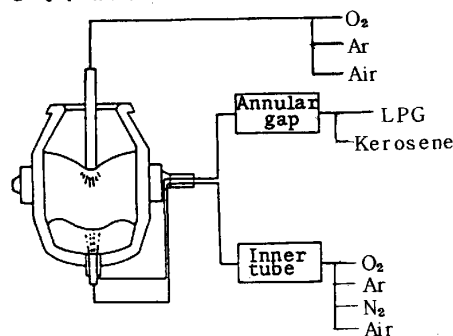 O₂
Ar
Air
Annular
gap
LPG
Kerosene
Inner
tube
O₂
Ar
N₂
Air